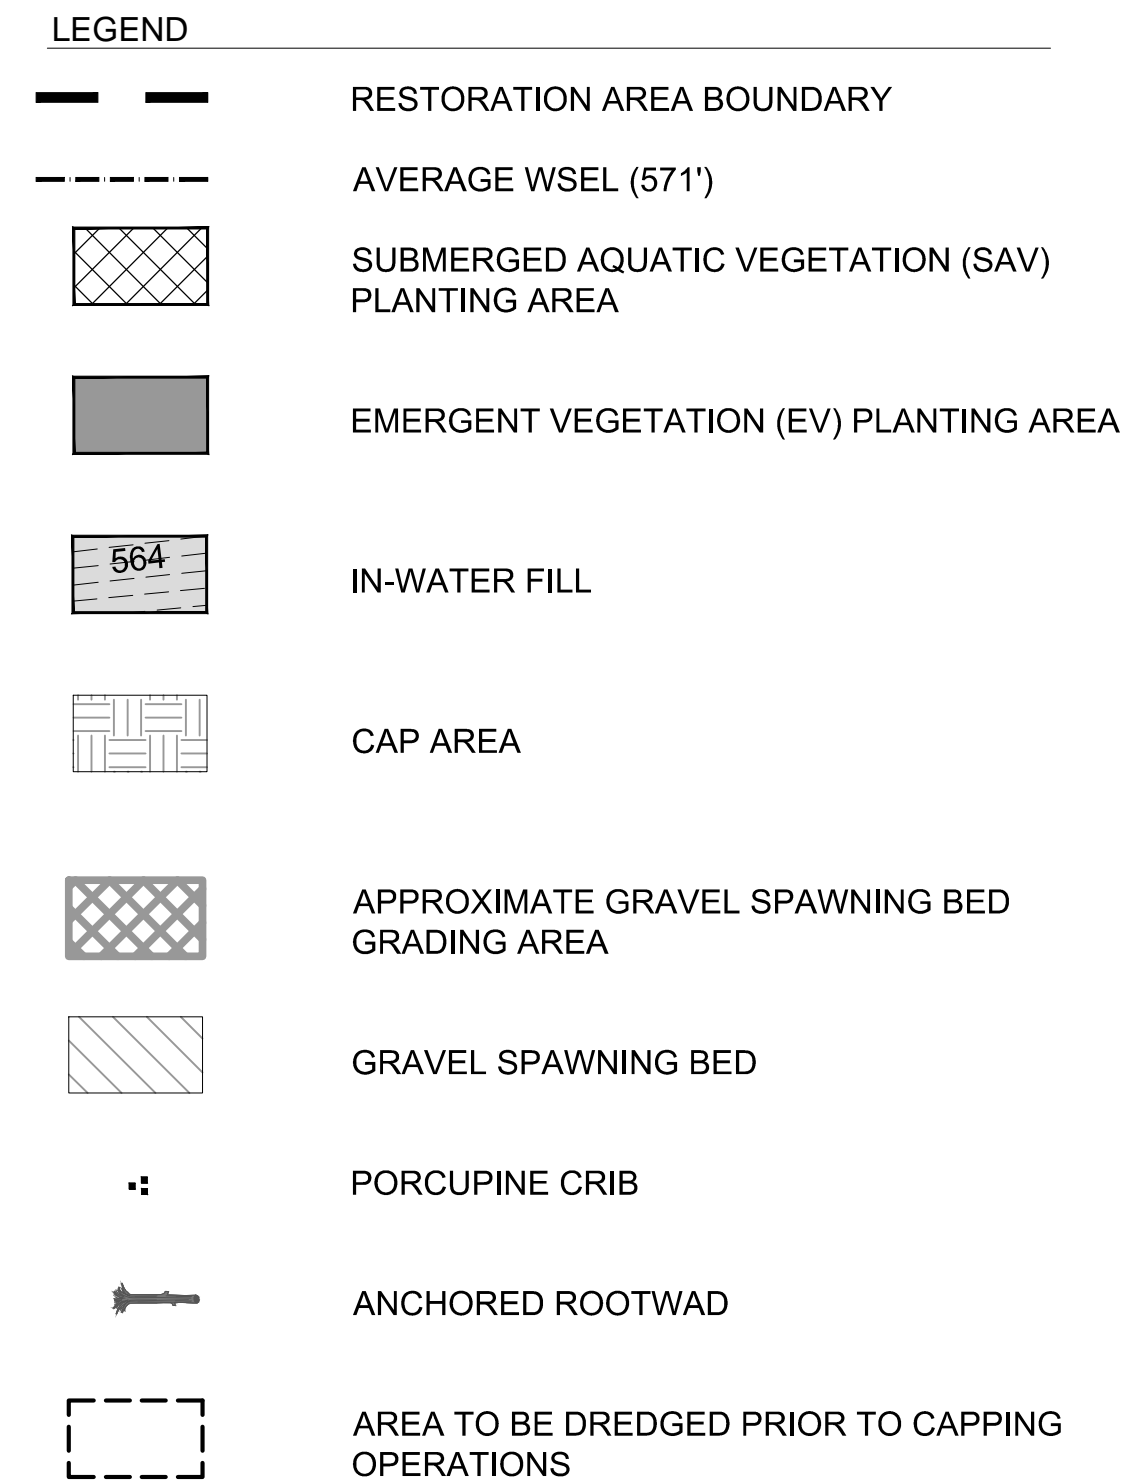 LEGEND
RESTORATION AREA BOUNDARY
AVERAGE WSEL (571')
SUBMERGED AQUATIC VEGETATION (SAV)
PLANTING AREA
EMERGENT VEGETATION (EV) PLANTING AREA
564
IN-WATER FILL
CAP AREA
APPROXIMATE GRAVEL SPAWNING BED
GRADING AREA
GRAVEL SPAWNING BED
PORCUPINE CRIB
ANCHORED ROOTWAD
AREA TO BE DREDGED PRIOR TO CAPPING
OPERATIONS